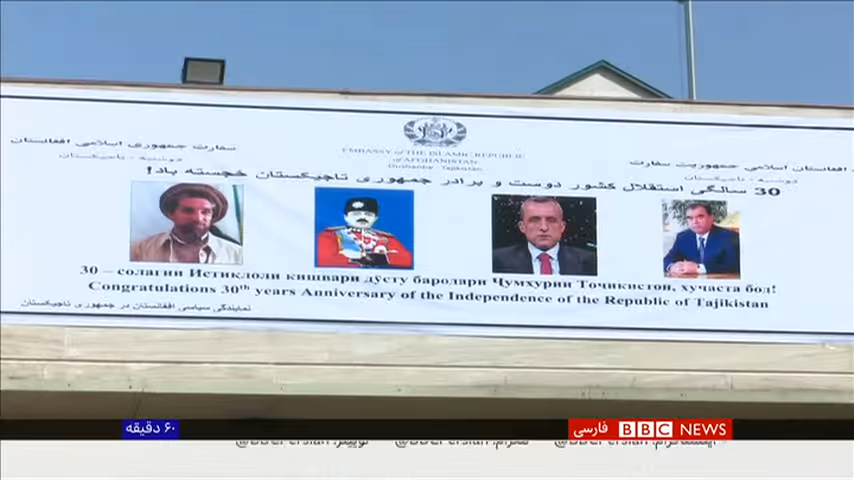 سفارت جمهوری اسلامی افغانستان
دوشنبه - تاجیکستان
EMBASSY of THE ISLAMIC REPUBLIC
of AFGHANISTAN
Dushanbe - Tajikistan
افغانستان اسلامی جمهوریت سفارت
دوشنبه - تاجیکستان
30 سالگی استقلال کشور دوست و برادر جمهوری تاجیکستان خجسته باد!
30 – солагии Истиқлоли кишвари дӯсту бародари Ҷумҳурии Тоҷикистон, хуҷаста бод!
Congratulations 30th years Anniversary of the Independence of the Republic of Tajikistan
نمایندگی سیاسی افغانستان در جمهوری تاجیکستان
۶۰ دقیقه
BBC NEWS فارسی